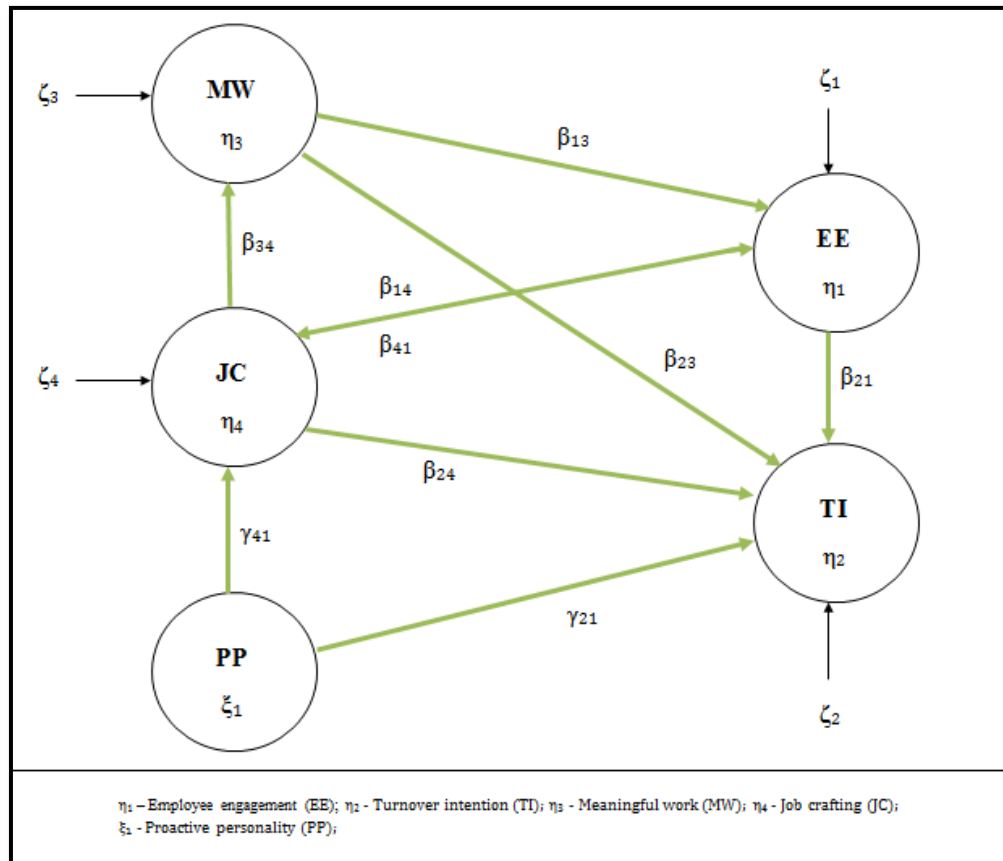 MW
η3
ζ3
ζ1
β13
EE
η1
β34
β14
β41
β23
β21
JC
η4
ζ4
β24
TI
η2
γ41
γ21
PP
ξ1
ζ2
η1 – Employee engagement (EE); η2 - Turnover intention (TI); η3 - Meaningful work (MW); η4 - Job crafting (JC);
ξ1 - Proactive personality (PP);